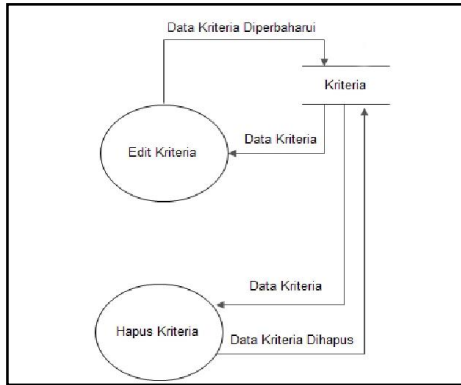 Data Kriteria Diperbaharui
Kriteria
Data Kriteria
Edit Kriteria
Data Kriteria
Hapus Kriteria
Data Kriteria Dihapus